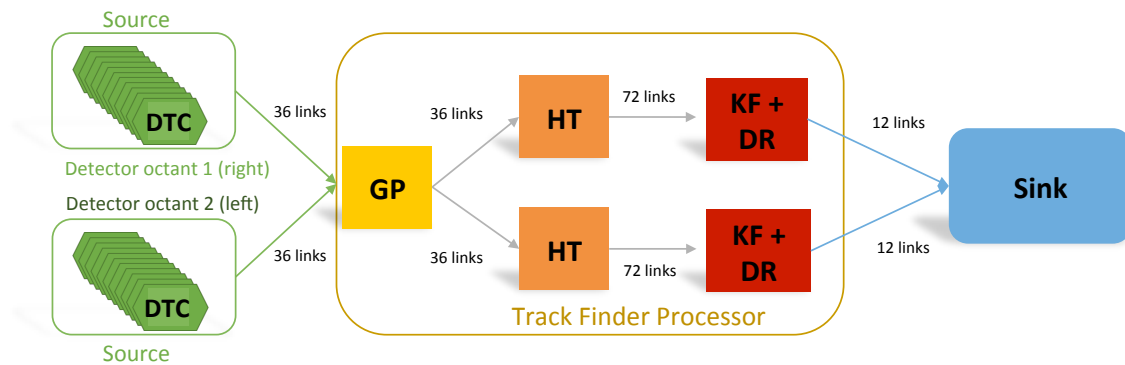 Source
DTC
Detector octant 1 (right)
Detector octant 2 (left)
DTC
Source
36 links
36 links
GP
36 links
36 links
HT
HT
72 links
72 links
KF +
DR
KF +
DR
Track Finder Processor
12 links
12 links
Sink